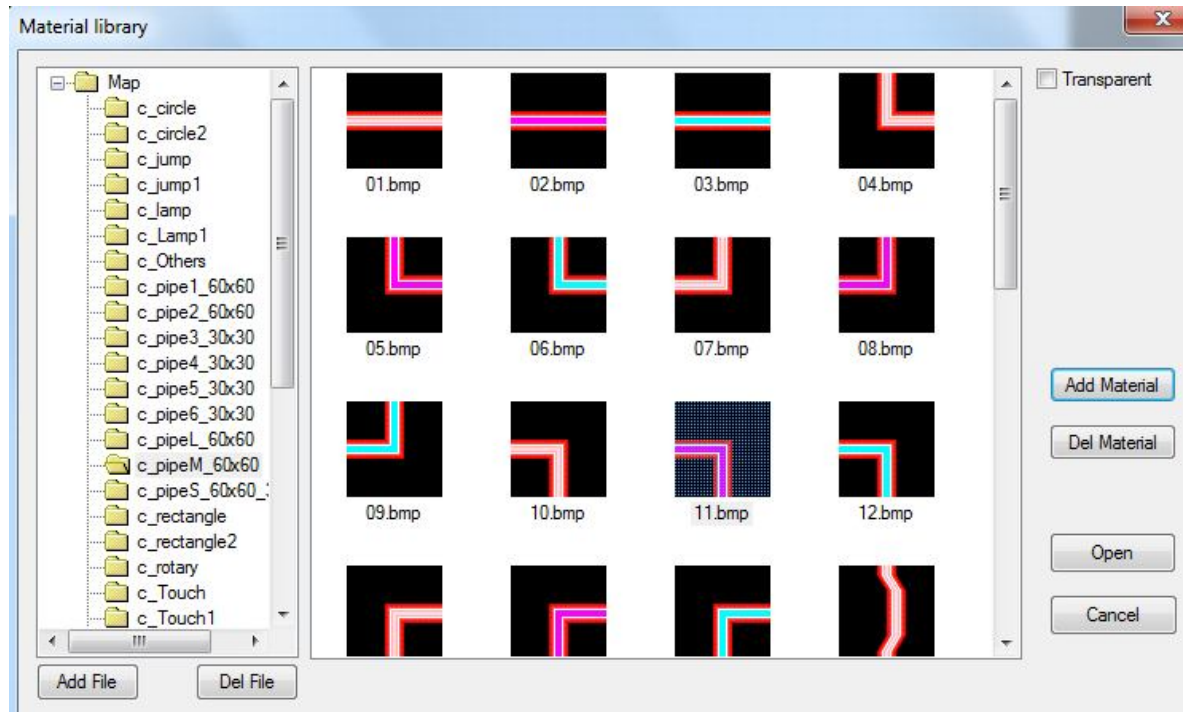 Material library
Map
c_circle
c_circle2
c_jump
c_jump1
c_lamp
c_Lamp1
c_Others
c_pipe1_60x60
c_pipe2_60x60
c_pipe3_30x30
c_pipe4_30x30
c_pipe5_30x30
c_pipe6_30x30
c_pipeL_60x60
c_pipeM_60x60
c_pipeS_60x60_
c_rectangle
c_rectangle2
c_rotary
c_Touch
c_Touch1
Add File Del File
01.bmp 02.bmp 03.bmp 04.bmp
05.bmp 06.bmp 07.bmp 08.bmp
09.bmp 10.bmp 11.bmp 12.bmp
Transparent
Add Material
Del Material
Open
Cancel